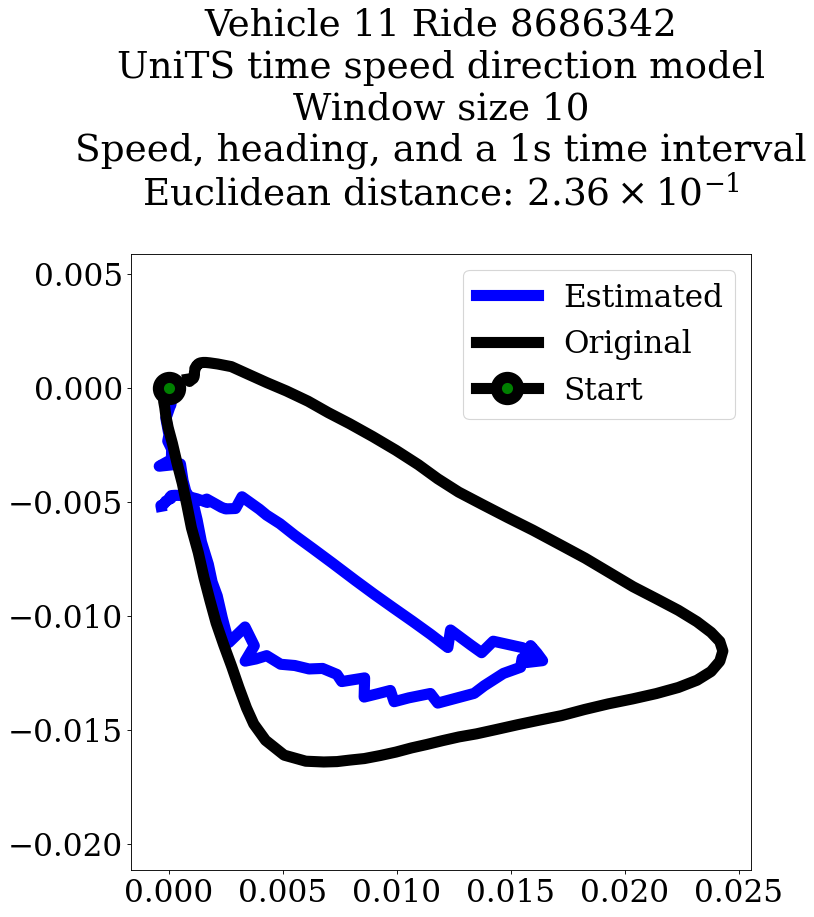 Vehicle 11 Ride 8686342
UniTS time speed direction model
Window size 10
Speed, heading, and a 1s time interval
Euclidean distance: 2.36 × 10⁻¹
Estimated
Original
Start
0.005
0.000
−0.005
−0.010
−0.015
−0.020
0.000 0.005 0.010 0.015 0.020 0.025